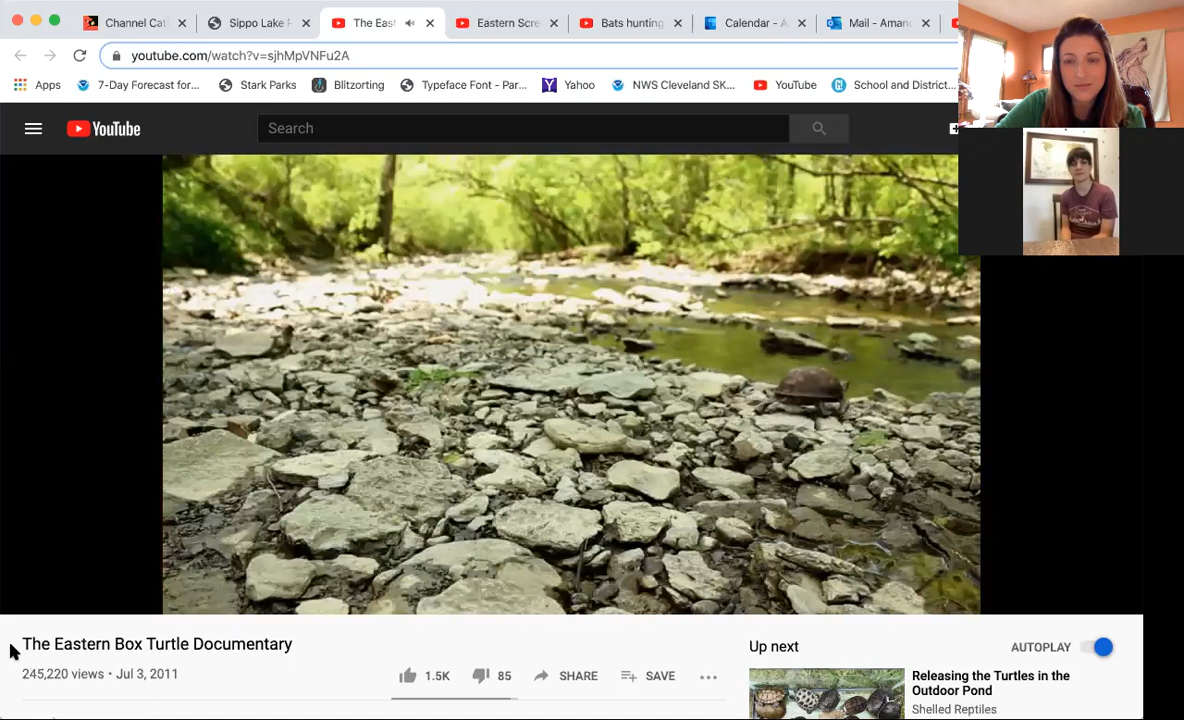 Channel Cat
Sippo Lake P
The East
Eastern Scre
Bats hunting
Calendar - A
Mail - Aman
youtube.com/watch?v=sjhMpVNFu2A
Apps
7-Day Forecast for...
Stark Parks
Blitzorting
Typeface Font - Par...
Yahoo
NWS Cleveland SK...
YouTube
School and District...
YouTube
Search
The Eastern Box Turtle Documentary
245,220 views • Jul 3, 2011
1.5K
85
SHARE
SAVE
Up next
AUTOPLAY
Releasing the Turtles in the
Outdoor Pond
Shelled Reptiles